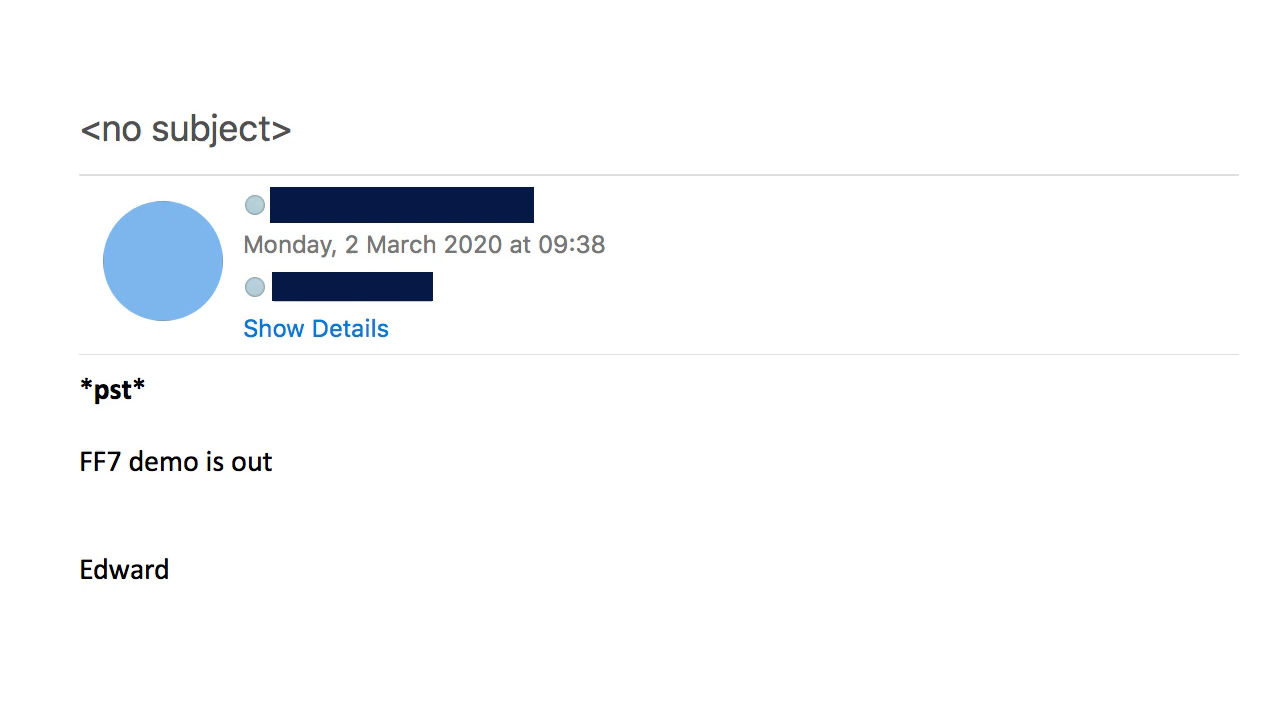 <no subject>
Monday, 2 March 2020 at 09:38
Show Details
*pst*
FF7 demo is out
Edward